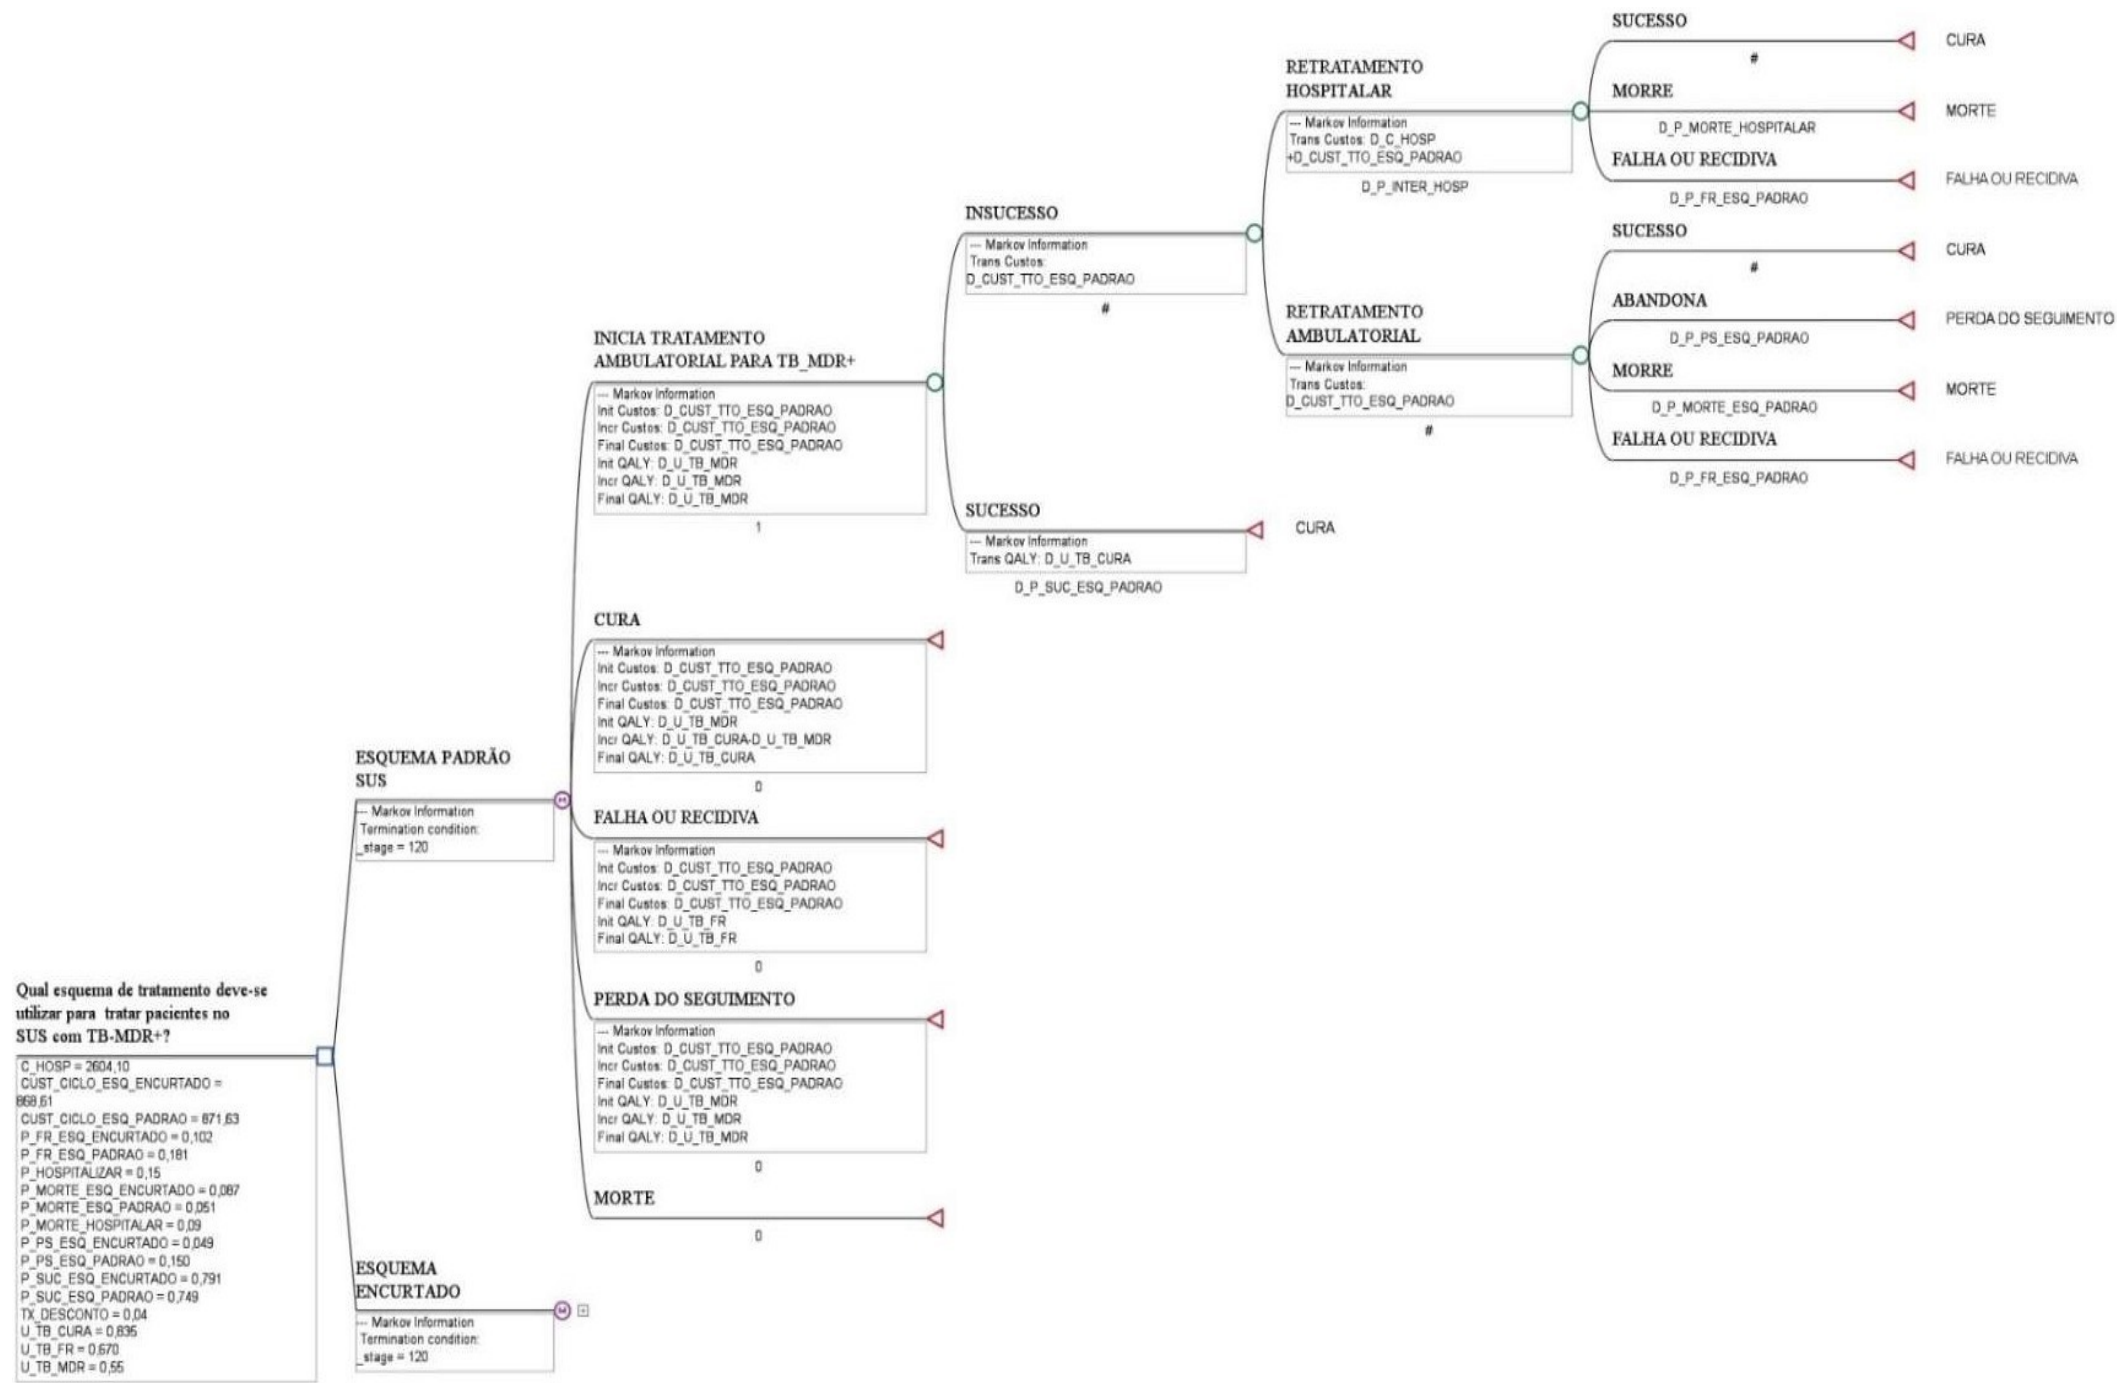 Qual esquema de tratamento deve-se
utilizar para tratar pacientes no
SUS com TB-MDR+?
C_HOSP = 2604,10
CUST_CICLO_ESQ_ENCURTADO =
868,61
CUST_CICLO_ESQ_PADRAO = 871,63
P_FR_ESQ_ENCURTADO = 0,102
P_FR_ESQ_PADRAO = 0,181
P_HOSPITALIZAR = 0,15
P_MORTE_ESQ_ENCURTADO = 0,087
P_MORTE_ESQ_PADRAO = 0,051
P_MORTE_HOSPITALAR = 0,09
P_PS_ESQ_ENCURTADO = 0,049
P_PS_ESQ_PADRAO = 0,150
P_SUC_ESQ_ENCURTADO = 0,791
P_SUC_ESQ_PADRAO = 0,749
TX_DESCONTO = 0,04
U_TB_CURA = 0,835
U_TB_FR = 0,670
U_TB_MDR = 0,55
ESQUEMA PADRÃO
SUS
--- Markov Information
Termination condition:
_stage = 120
INICIA TRATAMENTO
AMBULATORIAL PARA TB_MDR+
--- Markov Information
Init Custos: D_CUST_TTO_ESQ_PADRAO
Incr Custos: D_CUST_TTO_ESQ_PADRAO
Final Custos: D_CUST_TTO_ESQ_PADRAO
Init QALY: D_U_TB_MDR
Incr QALY: D_U_TB_MDR
Final QALY: D_U_TB_MDR
1
INSUCESSO
--- Markov Information
Trans Custos:
D_CUST_TTO_ESQ_PADRAO
#
RETRATAMENTO
HOSPITALAR
--- Markov Information
Trans Custos: D_C_HOSP
+D_CUST_TTO_ESQ_PADRAO
D_P_INTER_HOSP
SUCESSO
CURA
#
MORRE
MORTE
D_P_MORTE_HOSPITALAR
FALHA OU RECIDIVA
FALHA OU RECIDIVA
D_P_FR_ESQ_PADRAO
RETRATAMENTO
AMBULATORIAL
--- Markov Information
Trans Custos:
D_CUST_TTO_ESQ_PADRAO
#
SUCESSO
CURA
#
ABANDONA
PERDA DO SEGUIMENTO
D_P_PS_ESQ_PADRAO
MORRE
MORTE
D_P_MORTE_ESQ_PADRAO
FALHA OU RECIDIVA
FALHA OU RECIDIVA
D_P_FR_ESQ_PADRAO
SUCESSO
CURA
--- Markov Information
Trans QALY: D_U_TB_CURA
D_P_SUC_ESQ_PADRAO
CURA
--- Markov Information
Init Custos: D_CUST_TTO_ESQ_PADRAO
Incr Custos: D_CUST_TTO_ESQ_PADRAO
Final Custos: D_CUST_TTO_ESQ_PADRAO
Init QALY: D_U_TB_MDR
Incr QALY: D_U_TB_CURA-D_U_TB_MDR
Final QALY: D_U_TB_CURA
0
FALHA OU RECIDIVA
--- Markov Information
Init Custos: D_CUST_TTO_ESQ_PADRAO
Incr Custos: D_CUST_TTO_ESQ_PADRAO
Final Custos: D_CUST_TTO_ESQ_PADRAO
Init QALY: D_U_TB_FR
Final QALY: D_U_TB_FR
0
PERDA DO SEGUIMENTO
--- Markov Information
Init Custos: D_CUST_TTO_ESQ_PADRAO
Incr Custos: D_CUST_TTO_ESQ_PADRAO
Final Custos: D_CUST_TTO_ESQ_PADRAO
Init QALY: D_U_TB_MDR
Incr QALY: D_U_TB_MDR
Final QALY: D_U_TB_MDR
0
MORTE
0
ESQUEMA
ENCURTADO
--- Markov Information
Termination condition:
_stage = 120